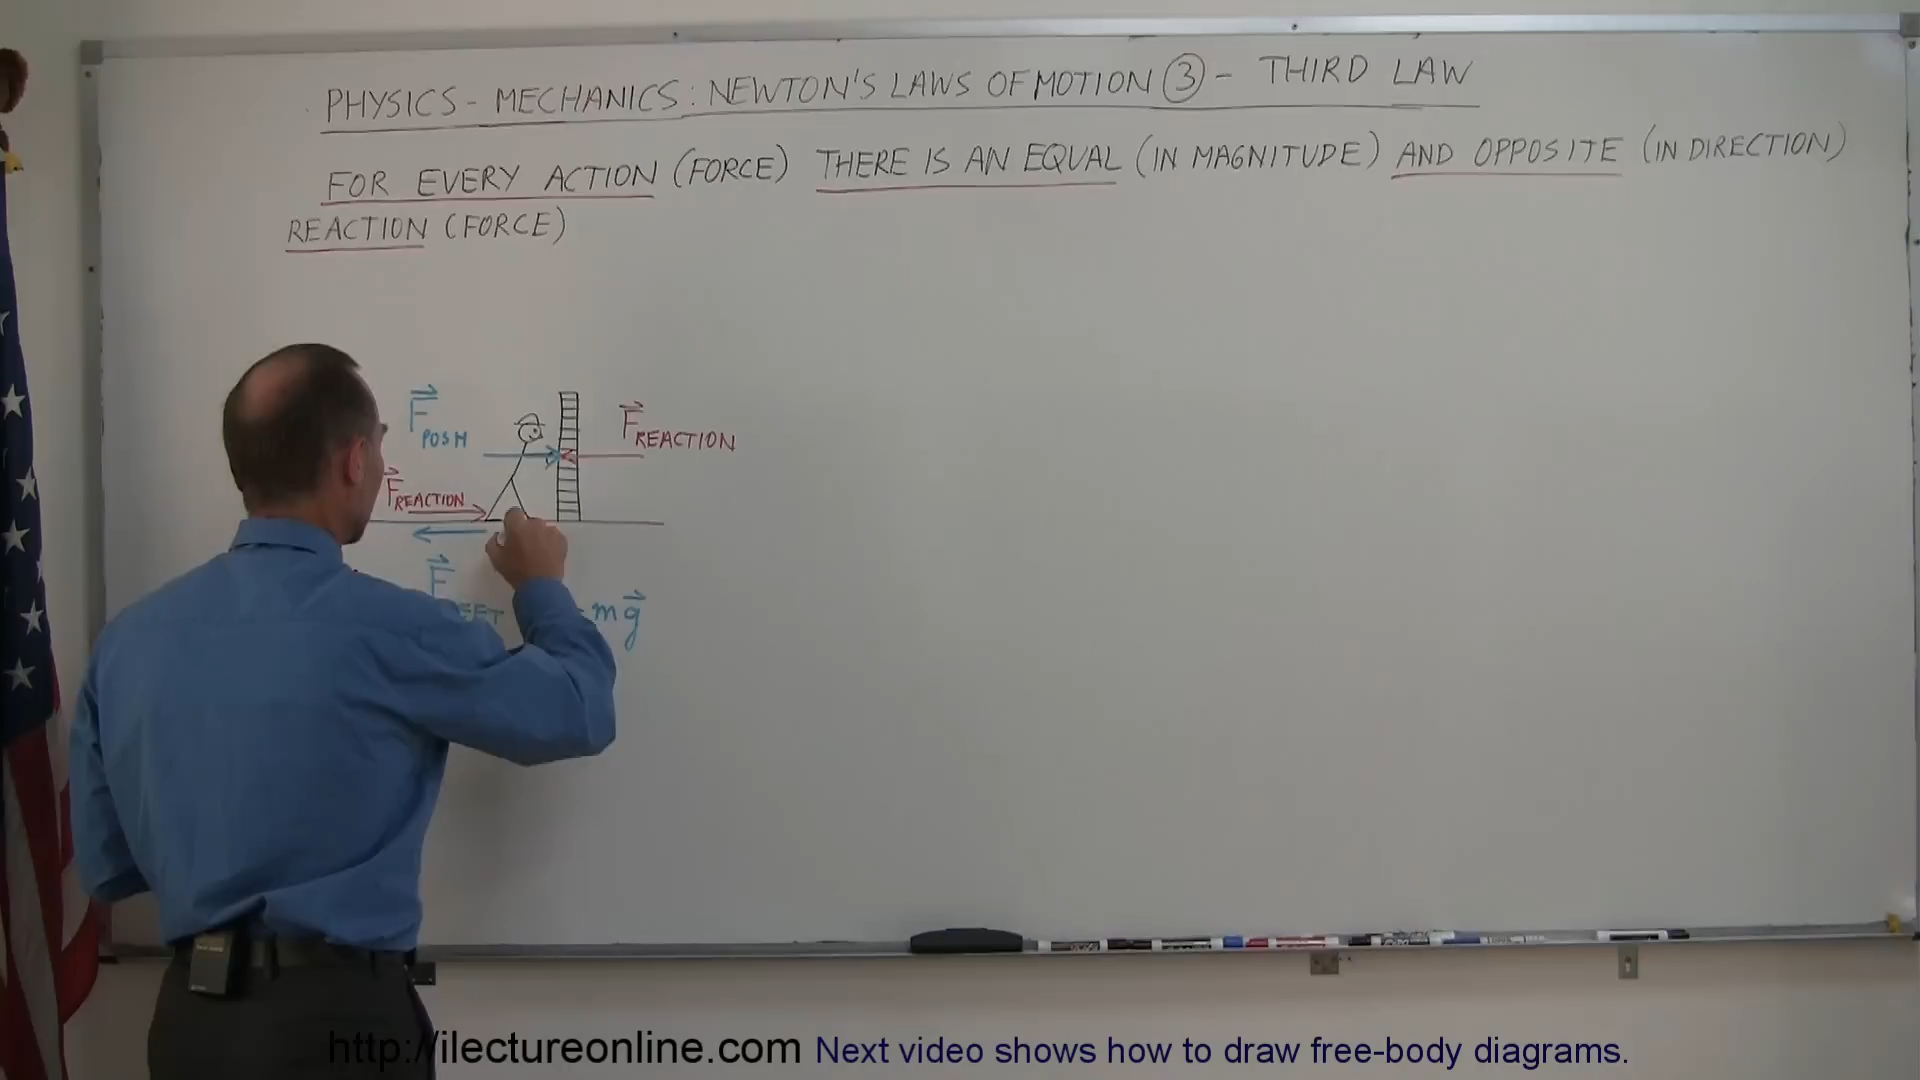 PHYSICS - MECHANICS: NEWTON'S LAWS OF MOTION ③ - THIRD LAW
FOR EVERY ACTION (FORCE) THERE IS AN EQUAL (IN MAGNITUDE) AND OPPOSITE (IN DIRECTION)
REACTION (FORCE)
F PUSH
F REACTION
F REACTION
F
mg
http://ilectureonline.com Next video shows how to draw free-body diagrams.